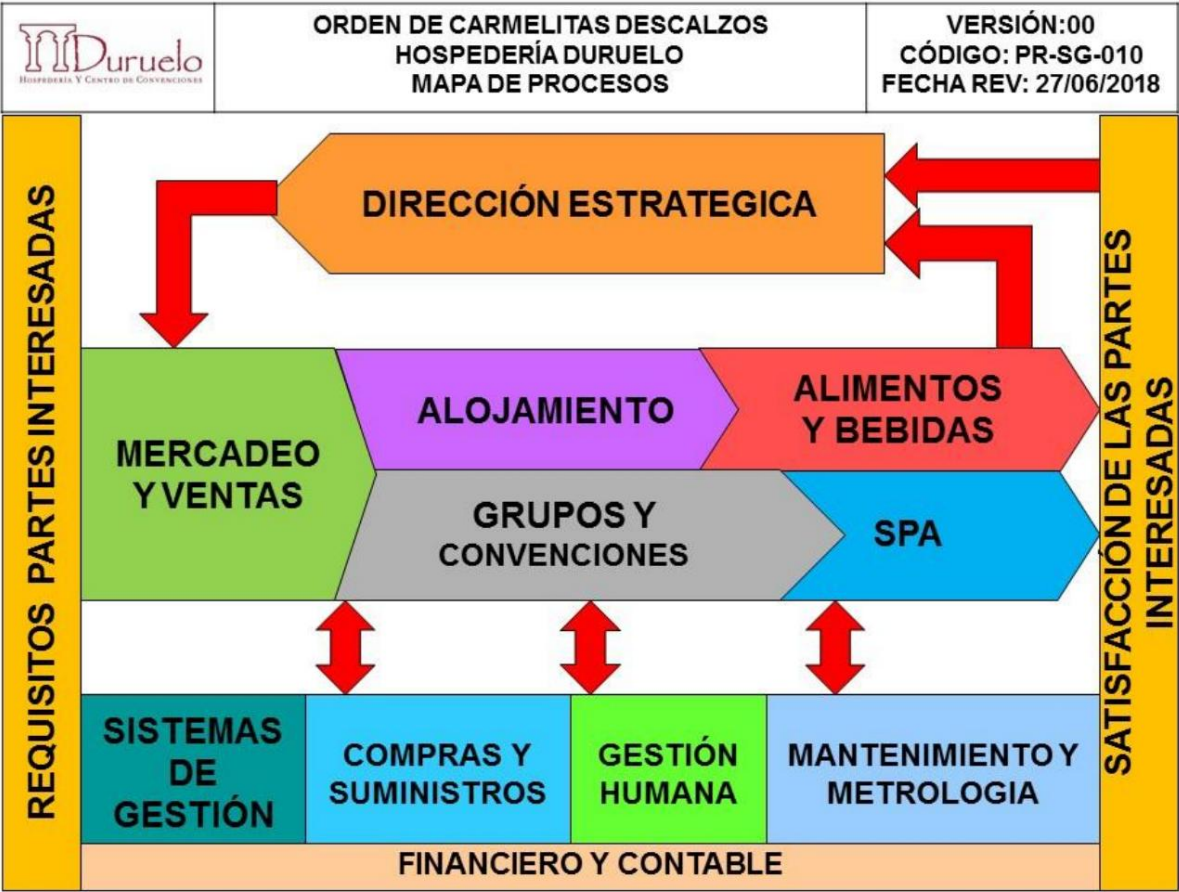 Duruelo
HOSPEDERÍA Y CENTRO DE CONVENCIONES
ORDEN DE CARMELITAS DESCALZOS
HOSPEDERÍA DURUELO
MAPA DE PROCESOS
VERSIÓN:00
CÓDIGO: PR-SG-010
FECHA REV: 27/06/2018
REQUISITOS PARTES INTERESADAS
DIRECCIÓN ESTRATEGICA
MERCADEO
Y VENTAS
ALOJAMIENTO
ALIMENTOS
Y BEBIDAS
GRUPOS Y
CONVENCIONES
SPA
SISTEMAS
DE
GESTIÓN
COMPRAS Y
SUMINISTROS
GESTIÓN
HUMANA
MANTENIMIENTO Y
METROLOGIA
FINANCIERO Y CONTABLE
SATISFACCIÓN DE LAS PARTES
INTERESADAS